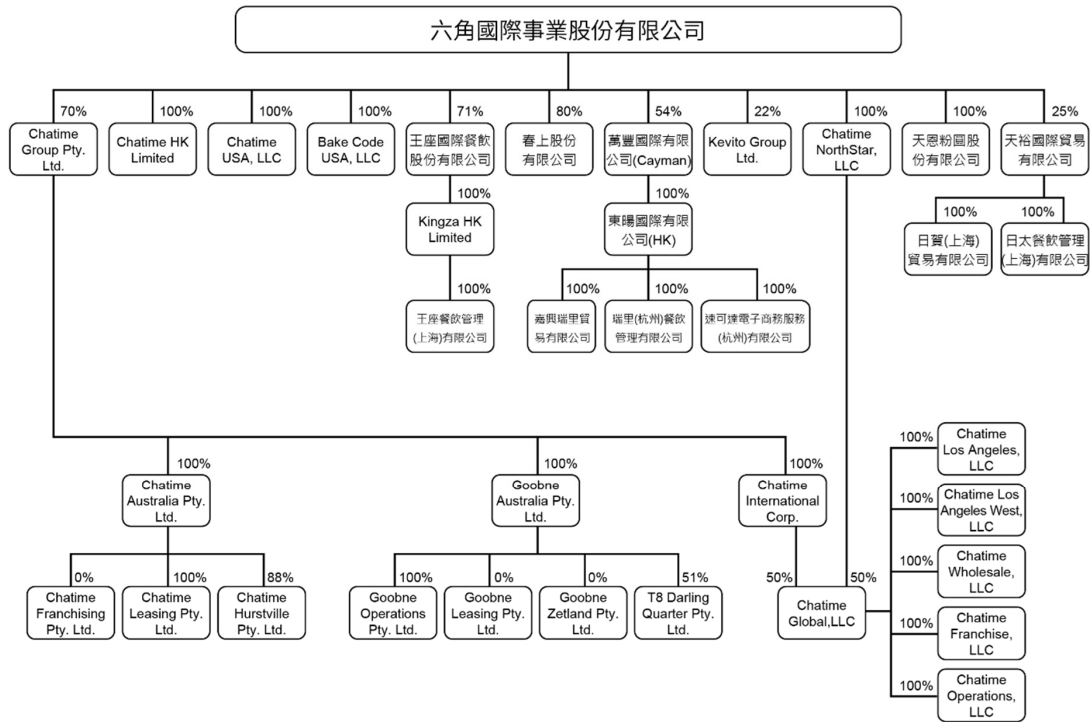 六角國際事業股份有限公司
70%
100%
100%
100%
71%
80%
54%
22%
100%
100%
25%
Chatime
Group Pty.
Ltd.
Chatime HK
Limited
Chatime
USA, LLC
Bake Code
USA, LLC
王座國際餐飲
股份有限公司
春上股份
有限公司
萬豐國際有限
公司(Cayman)
Kevito Group
Ltd.
Chatime
NorthStar,
LLC
天恩粉圓股
份有限公司
天裕國際貿易
有限公司
100%
100%
100%
100%
Kingza HK
Limited
東暘國際有限
公司(HK)
日賀(上海)
貿易有限公司
日太餐飲管理
(上海)有限公司
100%
100%
100%
100%
王座餐飲管理
(上海)有限公司
嘉興瑞里貿
易有限公司
瑞里(杭州)餐飲
管理有限公司
速可達電子商務服務
(杭州)有限公司
100%
100%
100%
Chatime
Australia Pty.
Ltd.
Goobne
Australia Pty.
Ltd.
Chatime
International
Corp.
0%
100%
88%
100%
0%
0%
51%
50%
50%
Chatime
Franchising
Pty. Ltd.
Chatime
Leasing Pty.
Ltd.
Chatime
Hurstville
Pty. Ltd.
Goobne
Operations
Pty. Ltd.
Goobne
Leasing Pty.
Ltd.
Goobne
Zetland Pty.
Ltd.
T8 Darling
Quarter Pty.
Ltd.
Chatime
Global,LLC
100%
Chatime
Los Angeles,
LLC
100%
Chatime Los
Angeles West,
LLC
100%
Chatime
Wholesale,
LLC
100%
Chatime
Franchise,
LLC
100%
Chatime
Operations,
LLC